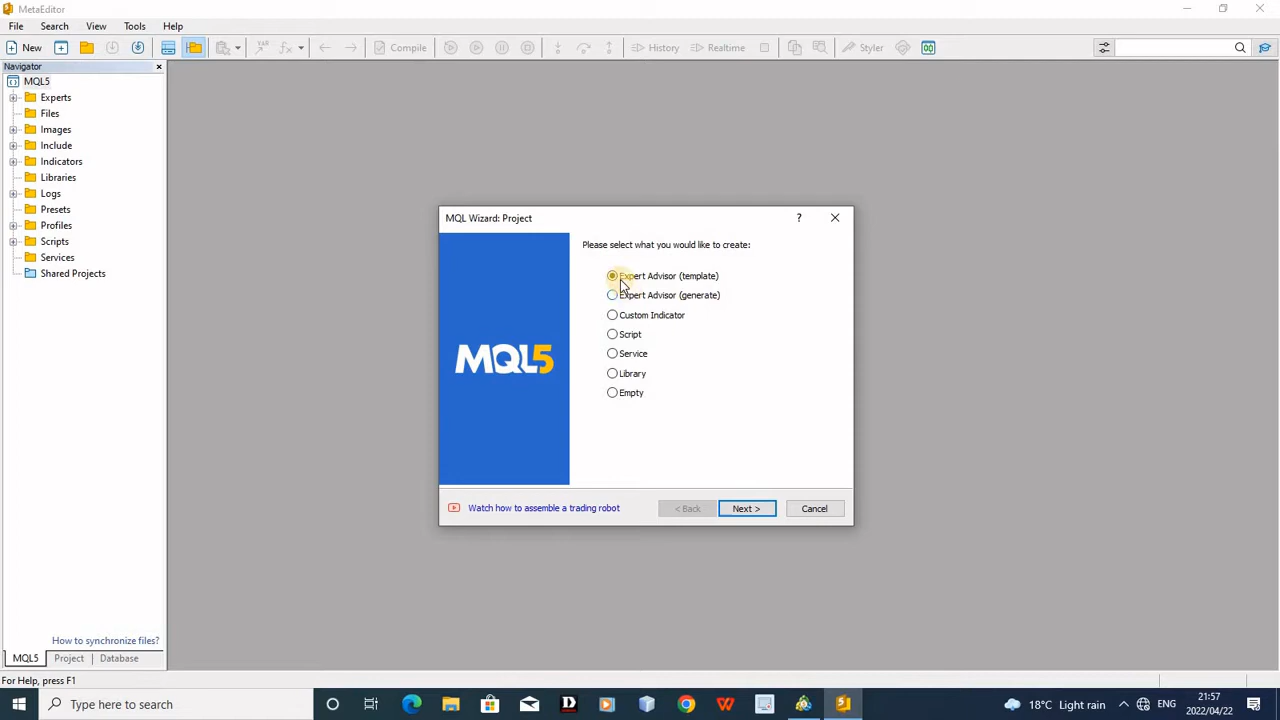 MetaEditor
File Search View Tools Help
New Compile History Realtime Styler
Navigator
MQL5
Experts
Files
Images
Include
Indicators
Libraries
Logs
Presets
Profiles
Scripts
Services
Shared Projects
MQL Wizard: Project ?
Please select what you would like to create:
Expert Advisor (template)
Expert Advisor (generate)
Custom Indicator
Script
Service
Library
Empty
MQL5
Watch how to assemble a trading robot < Back Next > Cancel
How to synchronize files?
MQL5 Project Database
For Help, press F1
Type here to search
18°C Light rain ENG
21:57
2022/04/22